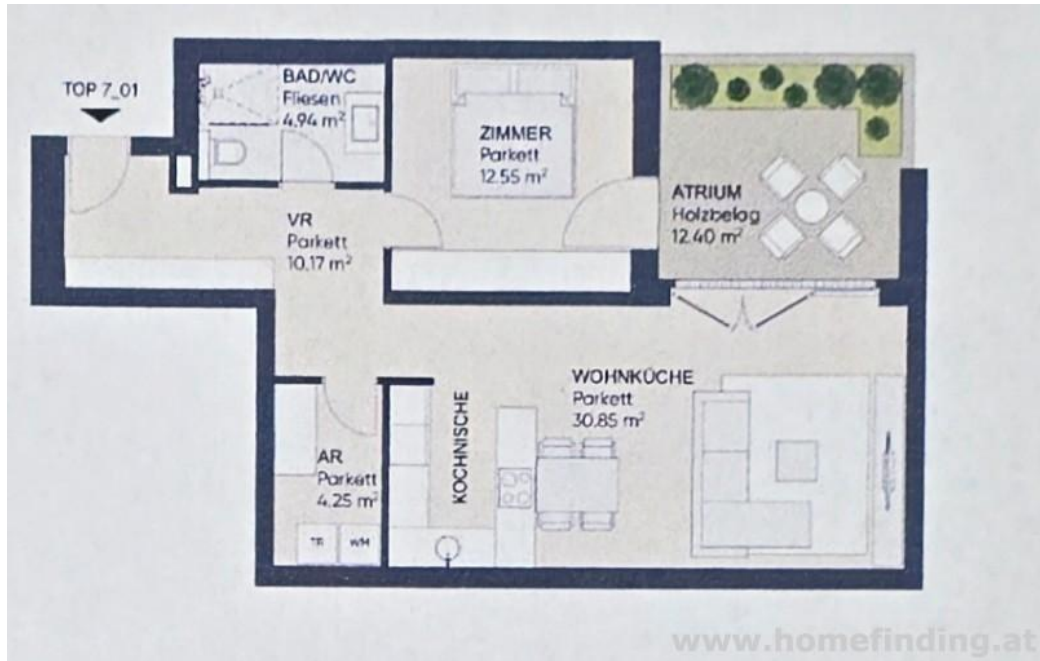 TOP 7_01
BAD/WC
Fliesen
4.94 m²
ZIMMER
Parkett
12.55 m²
ATRIUM
Holzbelag
12.40 m²
VR
Parkett
10.17 m²
WOHNKÜCHE
Parkett
30.85 m²
KOCHNISCHE
AR
Parkett
4.25 m²
TR
WM
www.homefinding.at